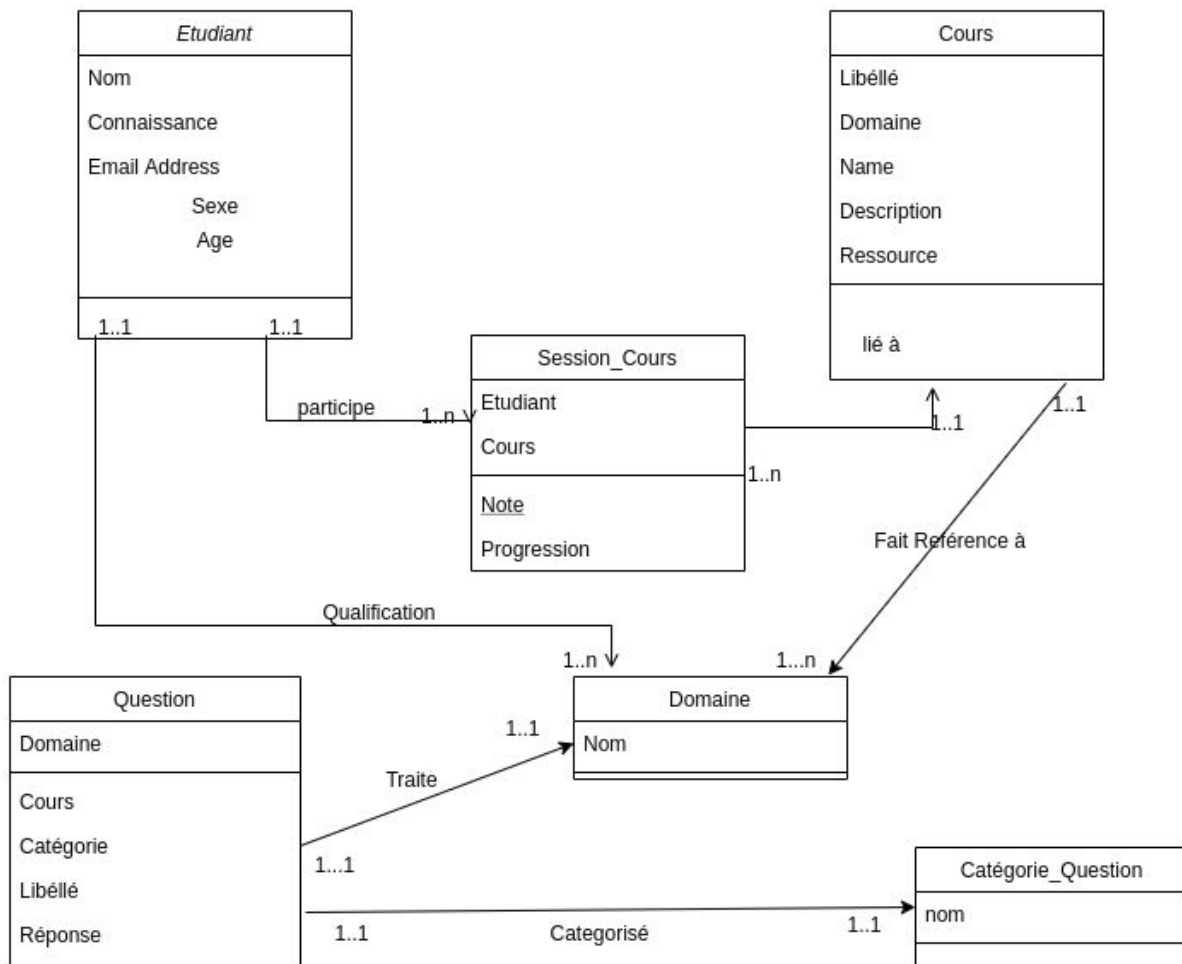 Etudiant
Nom
Connaissance
Email Address
Sexe
Age
1..1
1..1
Cours
Libéllé
Domaine
Name
Description
Ressource
lié à
1..1
1..1
Session_Cours
Etudiant
Cours
Note
Progression
participe
1..n
1..n
Fait Reférence à
Qualification
1..n
1...n
Question
Domaine
Cours
Catégorie
Libéllé
Réponse
Domaine
Nom
1..1
Traite
1...1
1..1
Categorisé
1..1
Catégorie_Question
nom